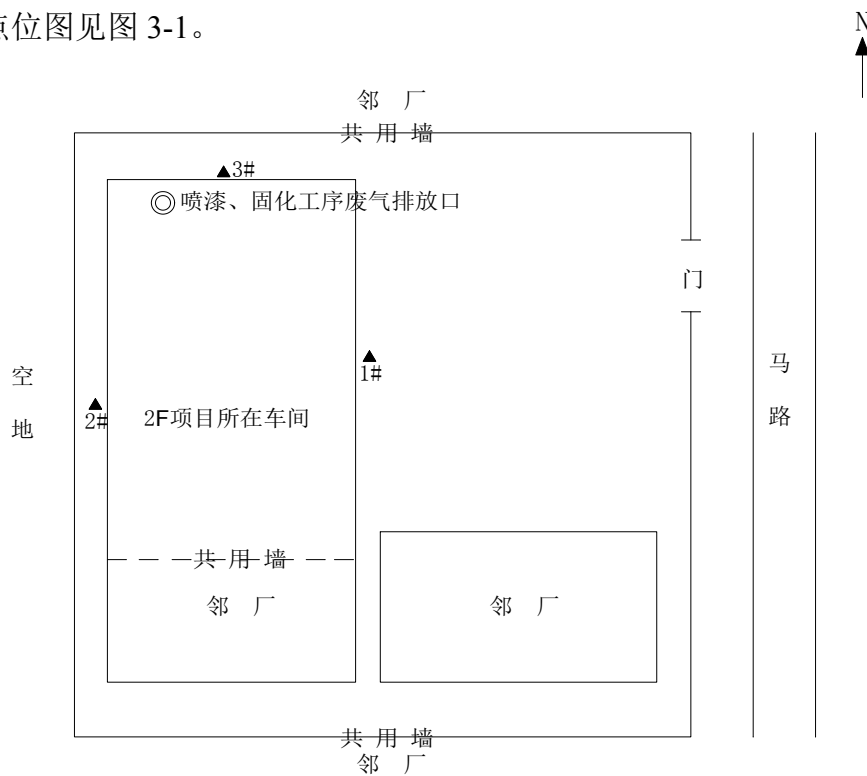 点位图见图 3-1。
N
邻 厂
共 用 墙
▲3#
◎ 喷漆、固化工序废气排放口
门
▲
1#
空
地
▲
2#
2F项目所在车间
马
路
共 用 墙
邻 厂
邻 厂
共 用 墙
邻 厂